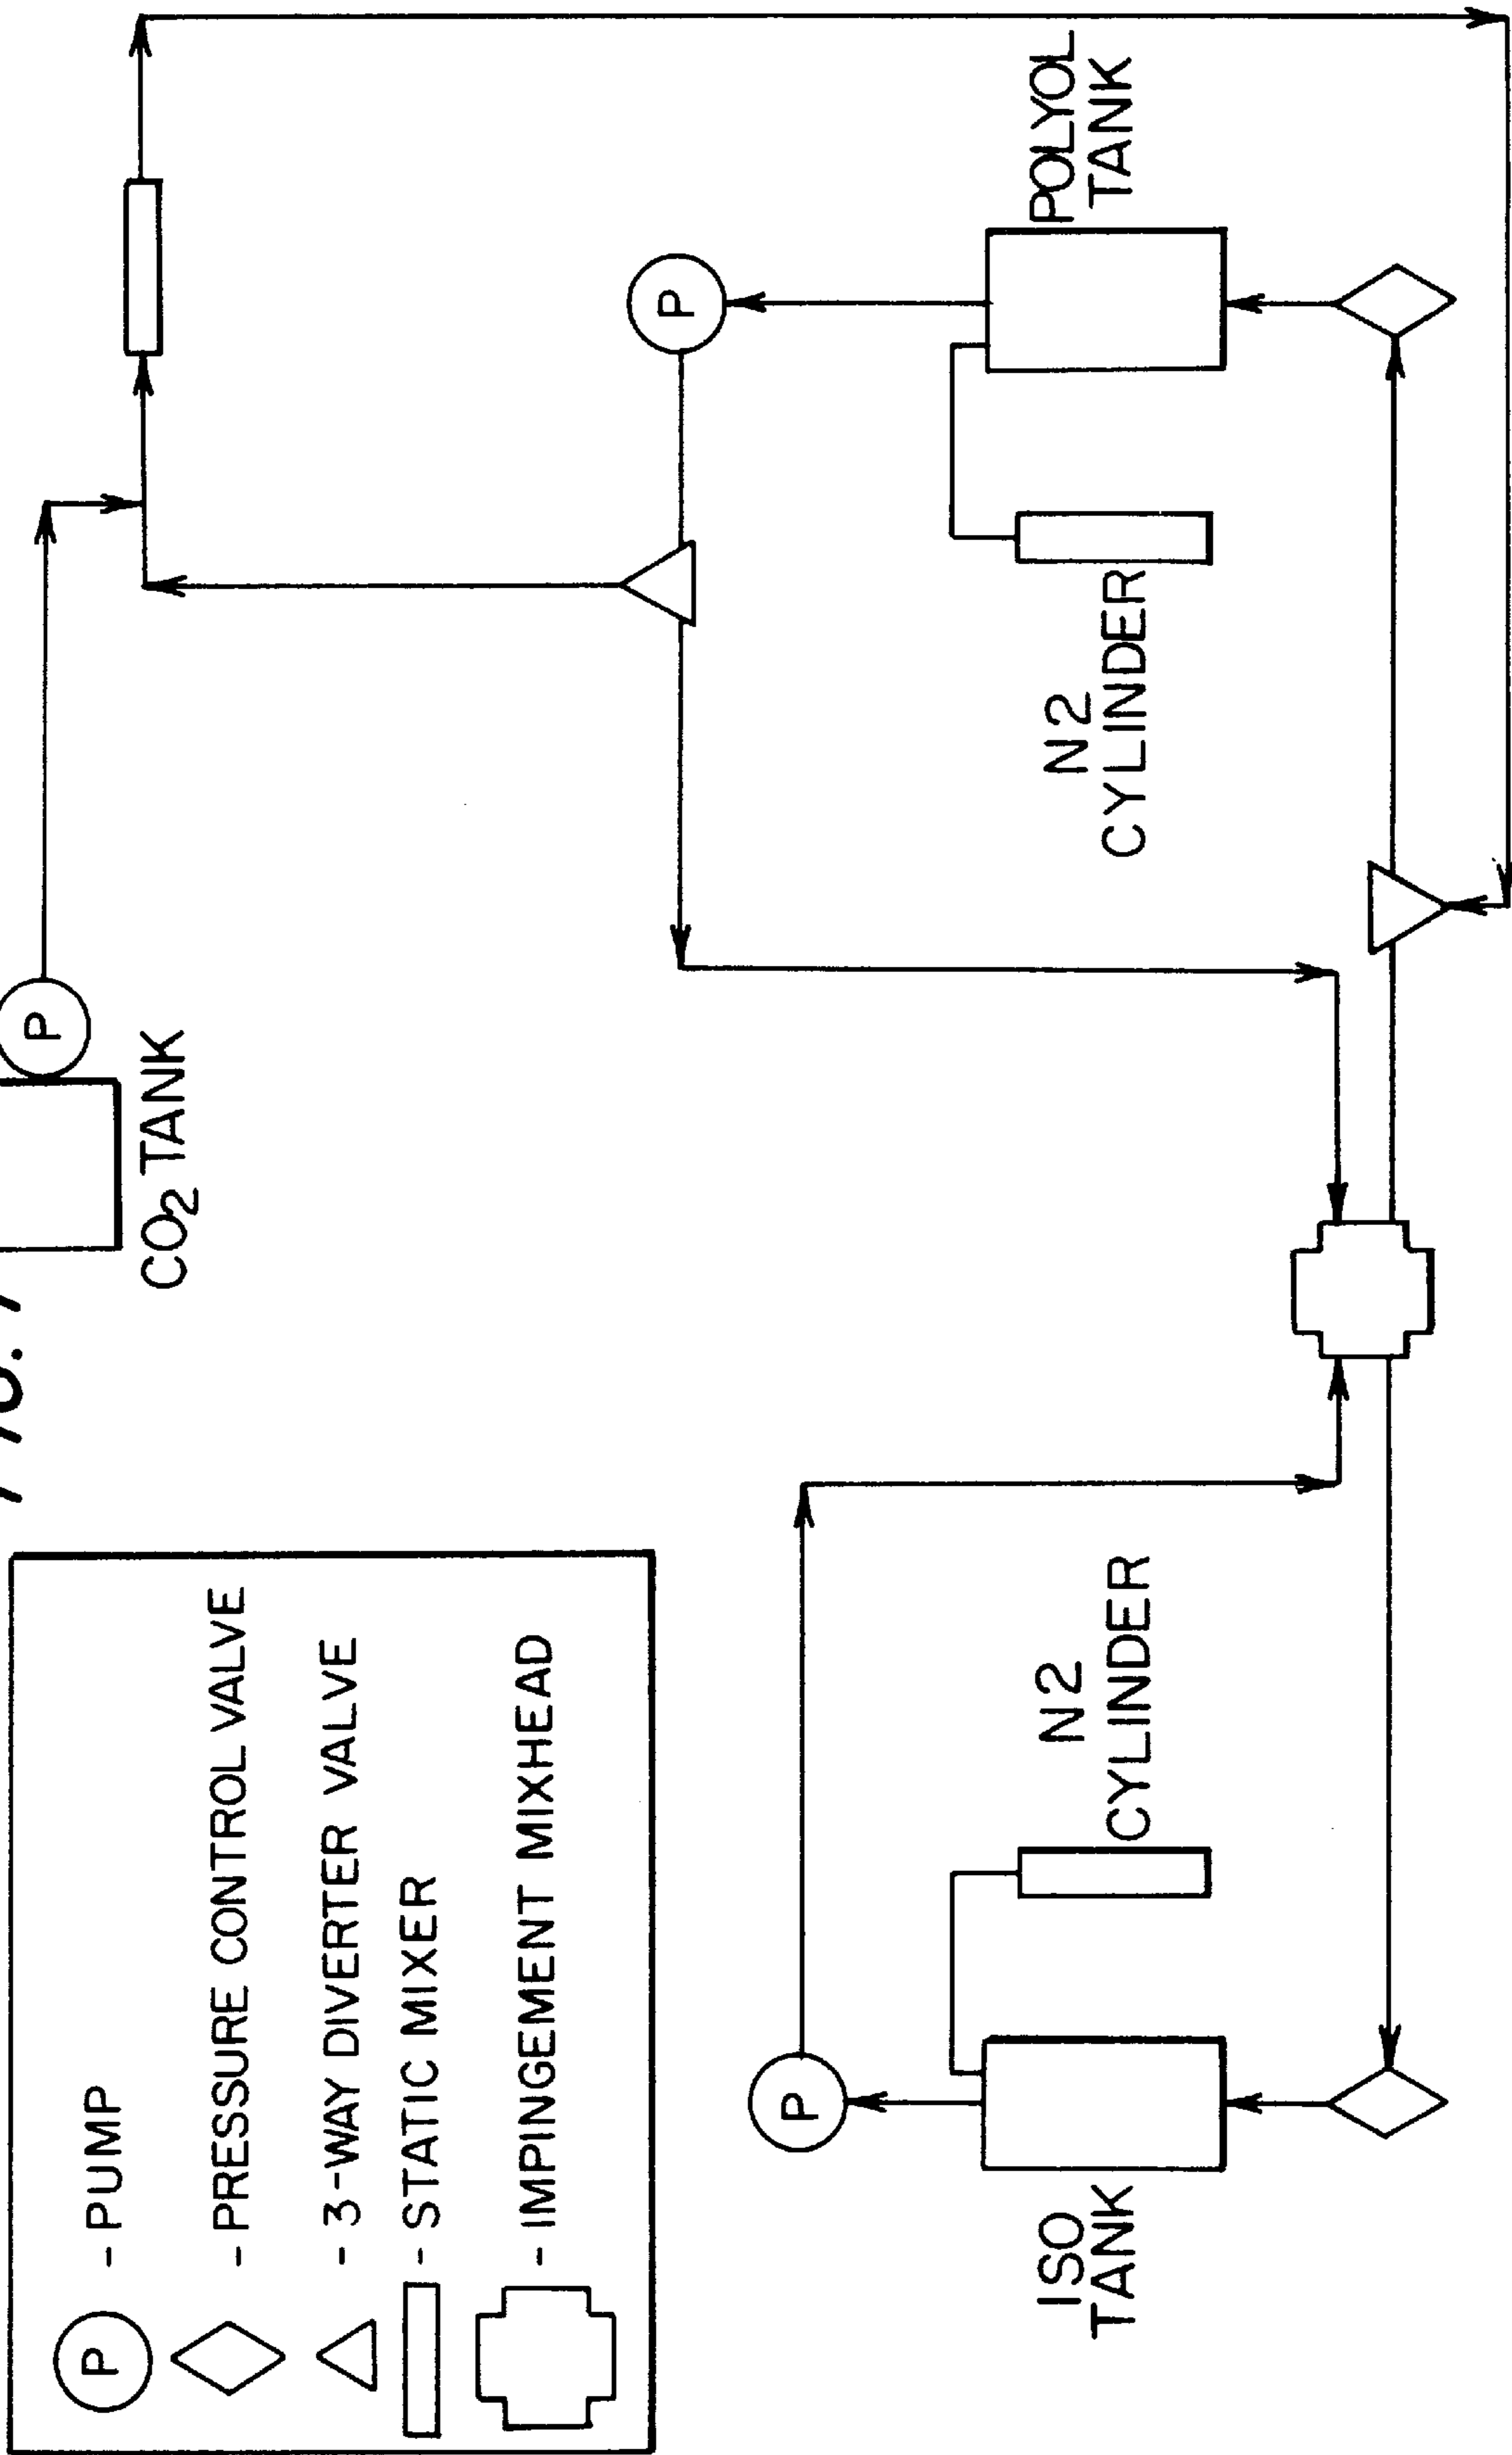 P - PUMP
- PRESSURE CONTROL VALVE
- 3-WAY DIVERTER VALVE
- STATIC MIXER
- IMPINGEMENT MIXHEAD
P
CO2 TANK
P
P
ISO
TANK
N2
CYLINDER
N2
CYLINDER
POLYOL
TANK